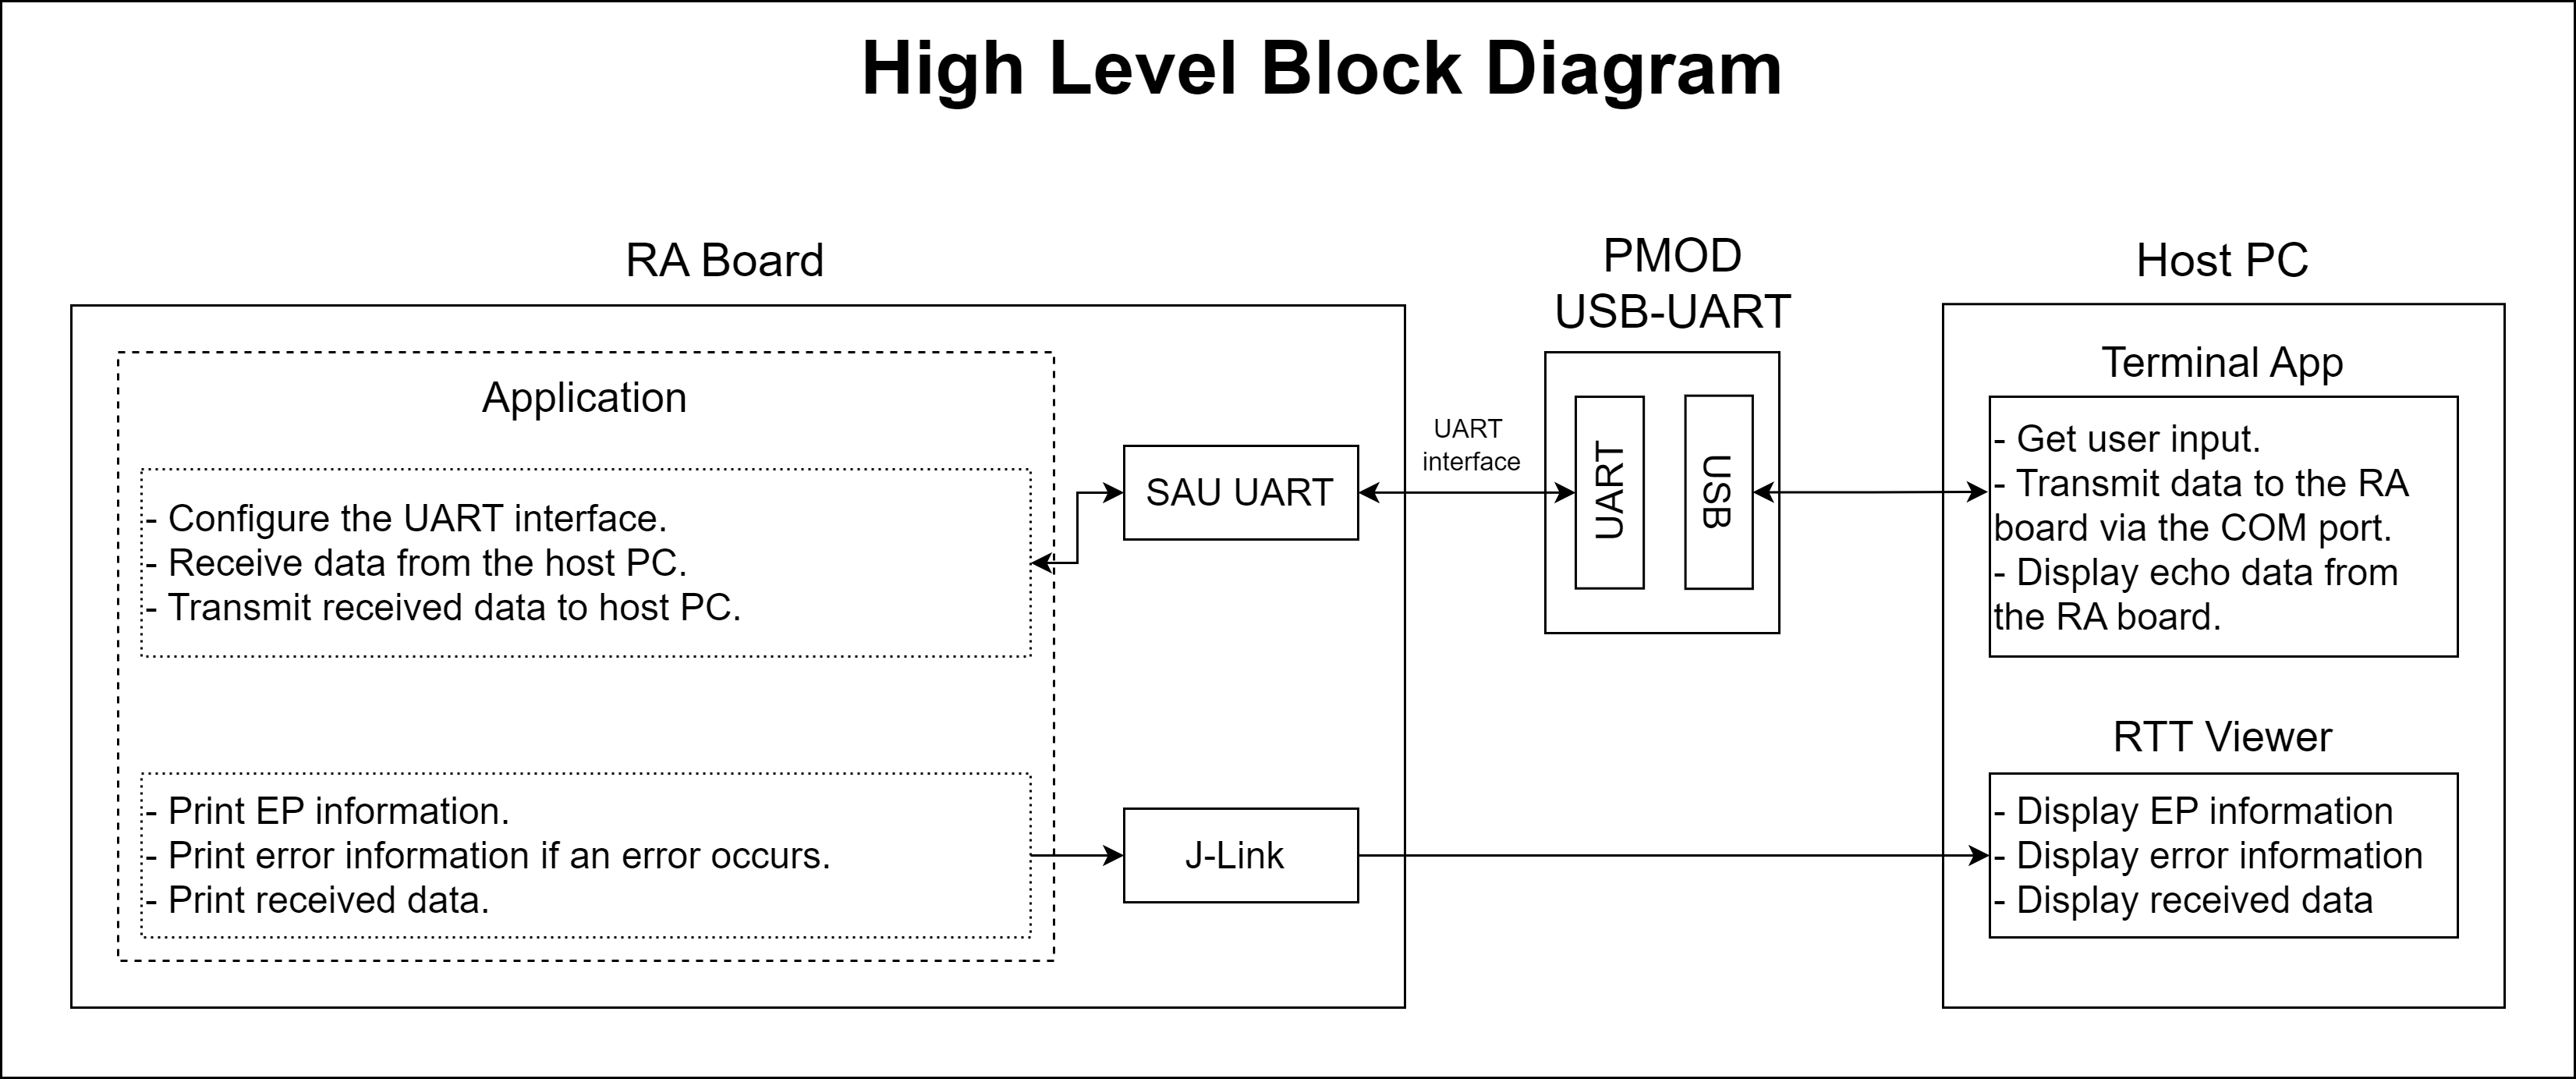 High Level Block Diagram
RA Board
Application
- Configure the UART interface.
- Receive data from the host PC.
- Transmit received data to host PC.
- Print EP information.
- Print error information if an error occurs.
- Print received data.
SAU UART
J-Link
UART
interface
PMOD
USB-UART
UART
USB
Host PC
Terminal App
- Get user input.
- Transmit data to the RA
board via the COM port.
- Display echo data from
the RA board.
RTT Viewer
- Display EP information
- Display error information
- Display received data